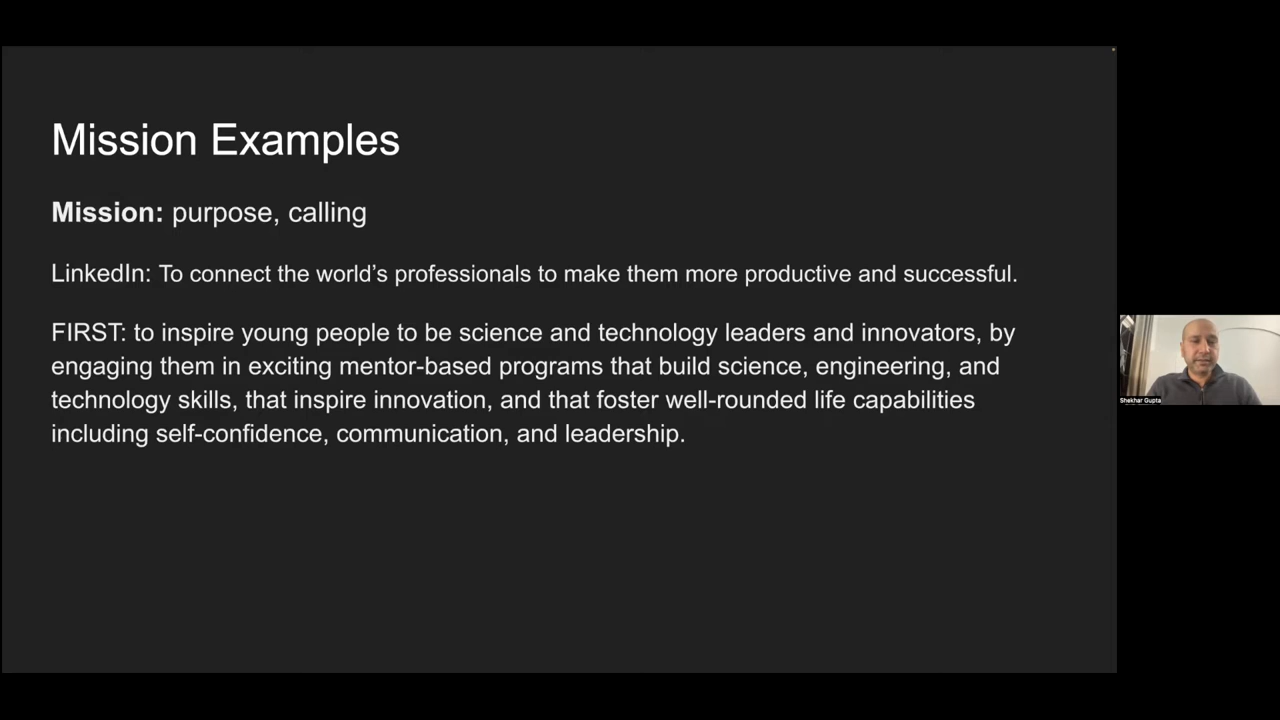 Mission Examples
Mission: purpose, calling
LinkedIn: To connect the world’s professionals to make them more productive and successful.
FIRST: to inspire young people to be science and technology leaders and innovators, by
engaging them in exciting mentor-based programs that build science, engineering, and
technology skills, that inspire innovation, and that foster well-rounded life capabilities
including self-confidence, communication, and leadership.
Shekhar Gupta